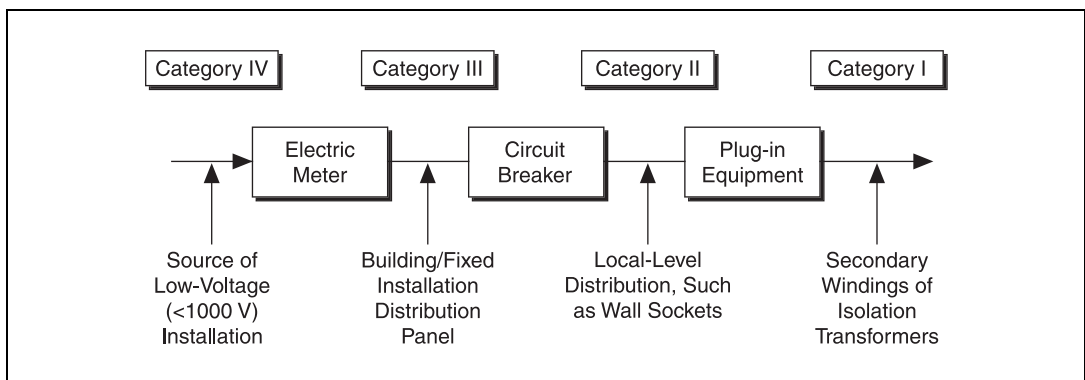 Category IV
Category III
Category II
Category I
Electric
Meter
Circuit
Breaker
Plug-in
Equipment
Source of
Low-Voltage
(<1000 V)
Installation
Building/Fixed
Installation
Distribution
Panel
Local-Level
Distribution, Such
as Wall Sockets
Secondary
Windings of
Isolation
Transformers